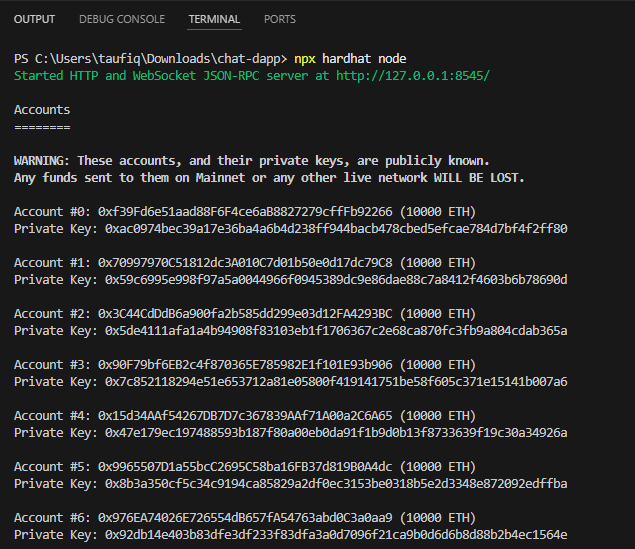 OUTPUT DEBUG CONSOLE TERMINAL PORTS
PS C:\Users\taufiq\Downloads\chat-dapp> npx hardhat node
Started HTTP and WebSocket JSON-RPC server at http://127.0.0.1:8545/
Accounts
========
WARNING: These accounts, and their private keys, are publicly known.
Any funds sent to them on Mainnet or any other live network WILL BE LOST.
Account #0: 0xf39Fd6e51aad88F6F4ce6aB8827279cffFb92266 (10000 ETH)
Private Key: 0xac0974bec39a17e36ba4a6b4d238ff944bacb478cbed5efcae784d7bf4f2ff80
Account #1: 0x70997970C51812dc3A010C7d01b50e0d17dc79C8 (10000 ETH)
Private Key: 0x59c6995e998f97a5a0044966f0945389dc9e86dae88c7a8412f4603b6b78690d
Account #2: 0x3C44CdDdB6a900fa2b585dd299e03d12FA4293BC (10000 ETH)
Private Key: 0x5de4111afa1a4b94908f83103eb1f1706367c2e68ca870fc3fb9a804cdab365a
Account #3: 0x90F79bf6EB2c4f870365E785982E1f101E93b906 (10000 ETH)
Private Key: 0x7c852118294e51e653712a81e05800f419141751be58f605c371e15141b007a6
Account #4: 0x15d34AAf54267DB7D7c367839AAf71A00a2C6A65 (10000 ETH)
Private Key: 0x47e179ec197488593b187f80a00eb0da91f1b9d0b13f8733639f19c30a34926a
Account #5: 0x9965507D1a55bcC2695C58ba16FB37d819B0A4dc (10000 ETH)
Private Key: 0x8b3a350cf5c34c9194ca85829a2df0ec3153be0318b5e2d3348e872092edffba
Account #6: 0x976EA74026E726554dB657fA54763abd0C3a0aa9 (10000 ETH)
Private Key: 0x92db14e403b83dfe3df233f83dfa3a0d7096f21ca9b0d6d6b8d88b2b4ec1564e